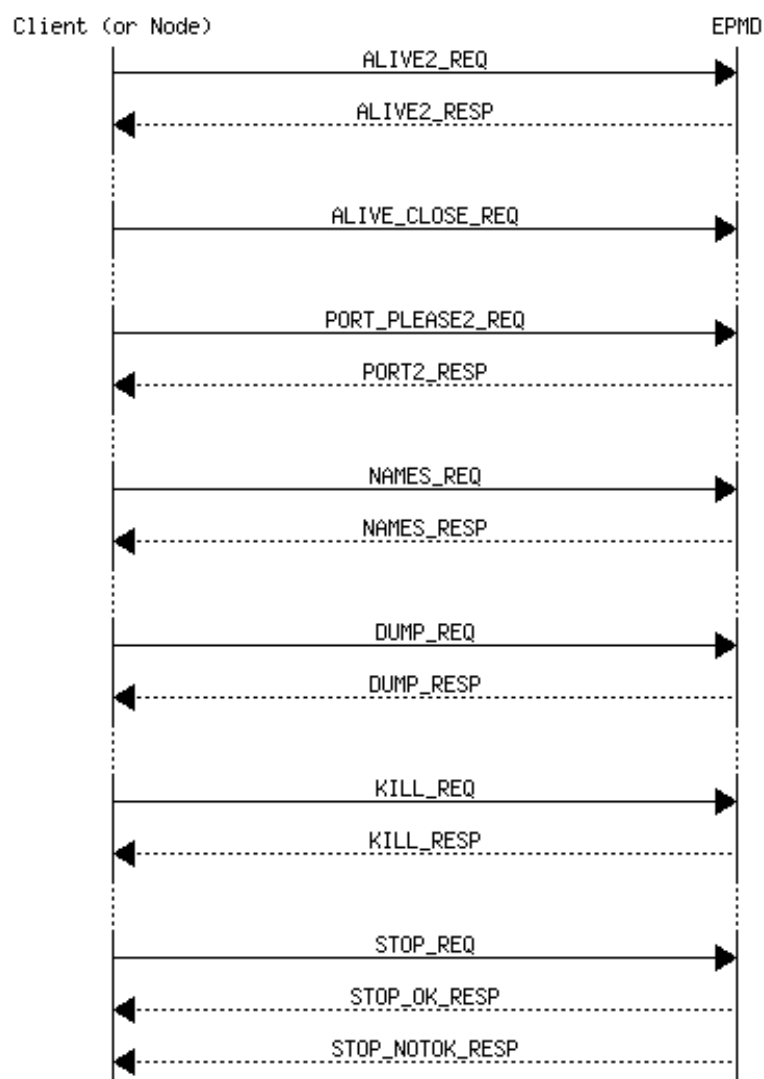 Client (or Node) EPMD
ALIVE2_REQ
ALIVE2_RESP
ALIVE_CLOSE_REQ
PORT_PLEASE2_REQ
PORT2_RESP
NAMES_REQ
NAMES_RESP
DUMP_REQ
DUMP_RESP
KILL_REQ
KILL_RESP
STOP_REQ
STOP_OK_RESP
STOP_NOTOK_RESP